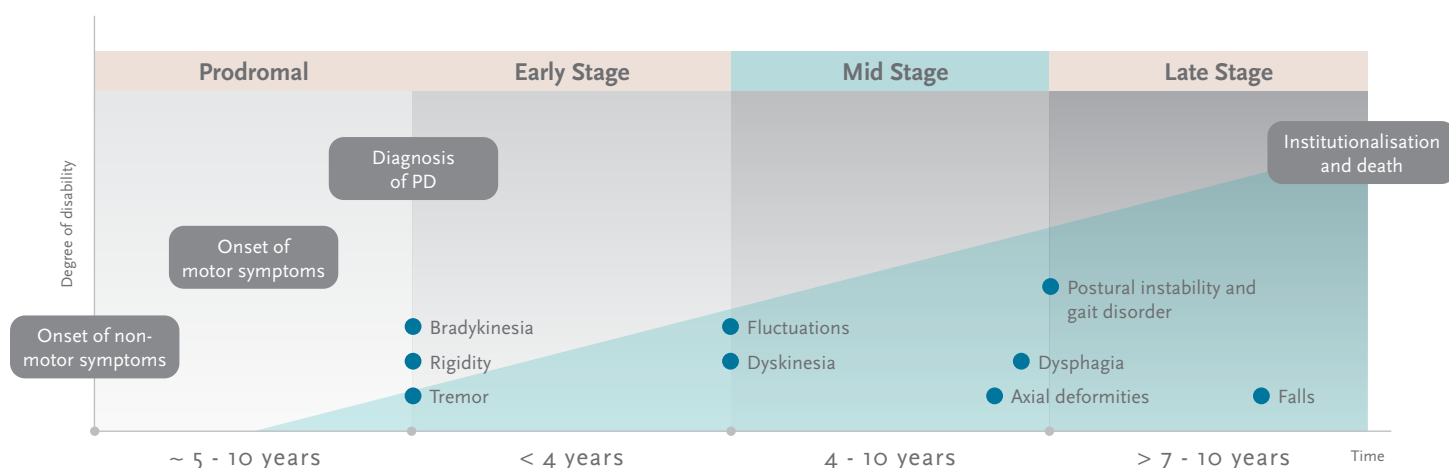 Prodromal
Early Stage
Mid Stage
Late Stage
Degree of disability
Diagnosis
of PD
Institutionalisation
and death
Onset of
motor symptoms
Onset of non-
motor symptoms
Postural instability and
gait disorder
Bradykinesia
Fluctuations
Rigidity
Dyskinesia
Dysphagia
Tremor
Axial deformities
Falls
~ 5 - 10 years
< 4 years
4 - 10 years
> 7 - 10 years
Time